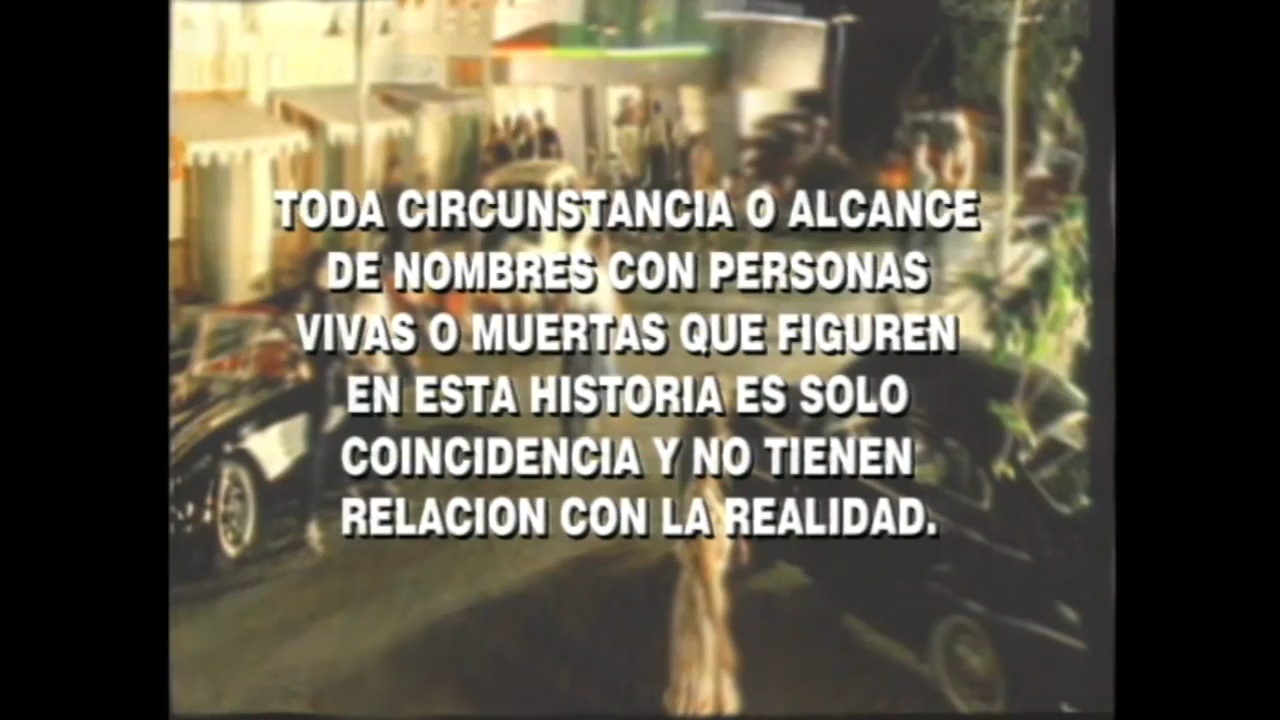 TODA CIRCUNSTANCIA O ALCANCE
DE NOMBRES CON PERSONAS
VIVAS O MUERTAS QUE FIGUREN
EN ESTA HISTORIA ES SOLO
COINCIDENCIA Y NO TIENEN
RELACION CON LA REALIDAD.